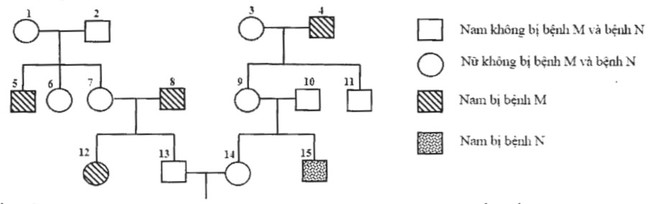 1 2 3 4
Nam không bị bệnh M và bệnh N
5 6 7 8 9 10 11
Nữ không bị bệnh M và bệnh N
Nam bị bệnh M
12 13 14 15
Nam bị bệnh N